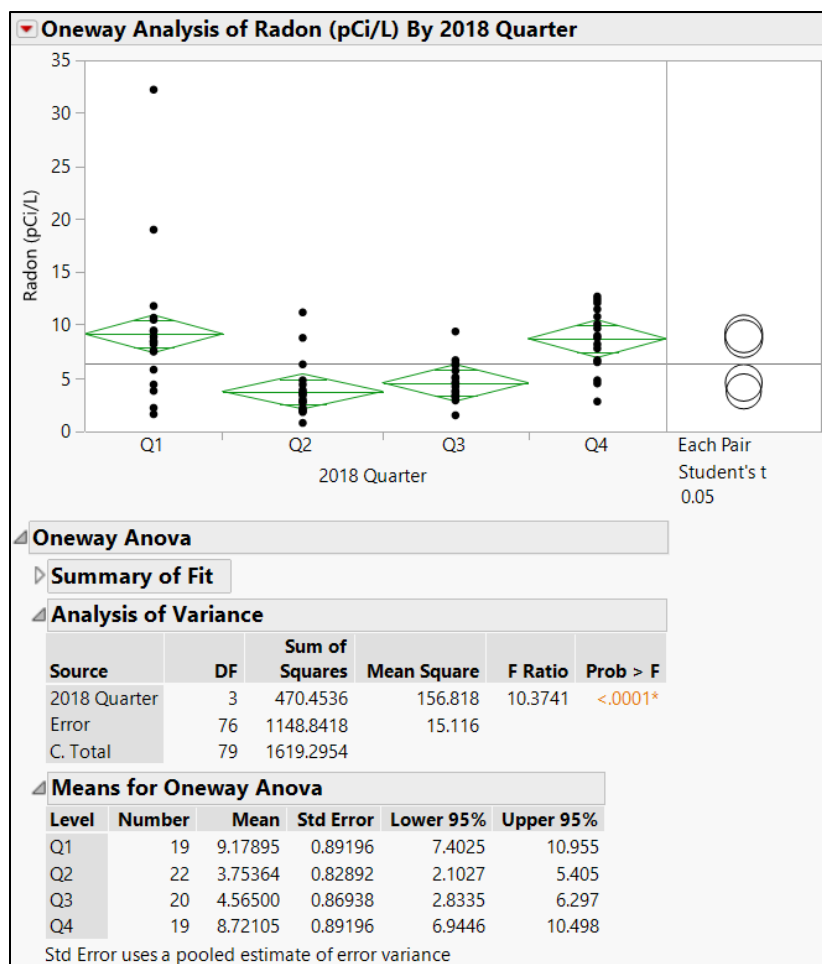 Oneway Analysis of Radon (pCi/L) By 2018 Quarter
35
30
25
20
15
10
5
0
Radon (pCi/L)
Q1 Q2 Q3 Q4
2018 Quarter
Each Pair
Student's t
0.05
Oneway Anova
Summary of Fit
Analysis of Variance
Sum of
Source DF Squares Mean Square F Ratio Prob > F
2018 Quarter 3 470.4536 156.818 10.3741 <.0001*
Error 76 1148.8418 15.116
C. Total 79 1619.2954
Means for Oneway Anova
Level Number Mean Std Error Lower 95% Upper 95%
Q1 19 9.17895 0.89196 7.4025 10.955
Q2 22 3.75364 0.82892 2.1027 5.405
Q3 20 4.56500 0.86938 2.8335 6.297
Q4 19 8.72105 0.89196 6.9446 10.498
Std Error uses a pooled estimate of error variance